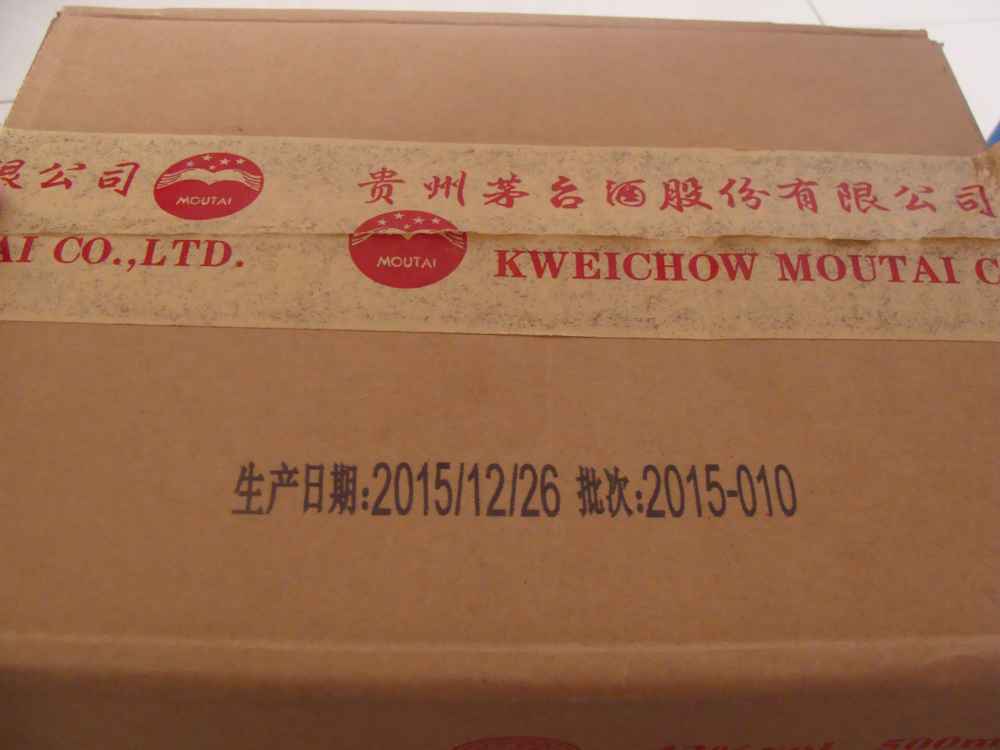 限公司 MOUTAI 贵州茅台酒股份有限公司
AI CO.,LTD. MOUTAI KWEICHOW MOUTAI C
生产日期:2015/12/26 批次:2015-010